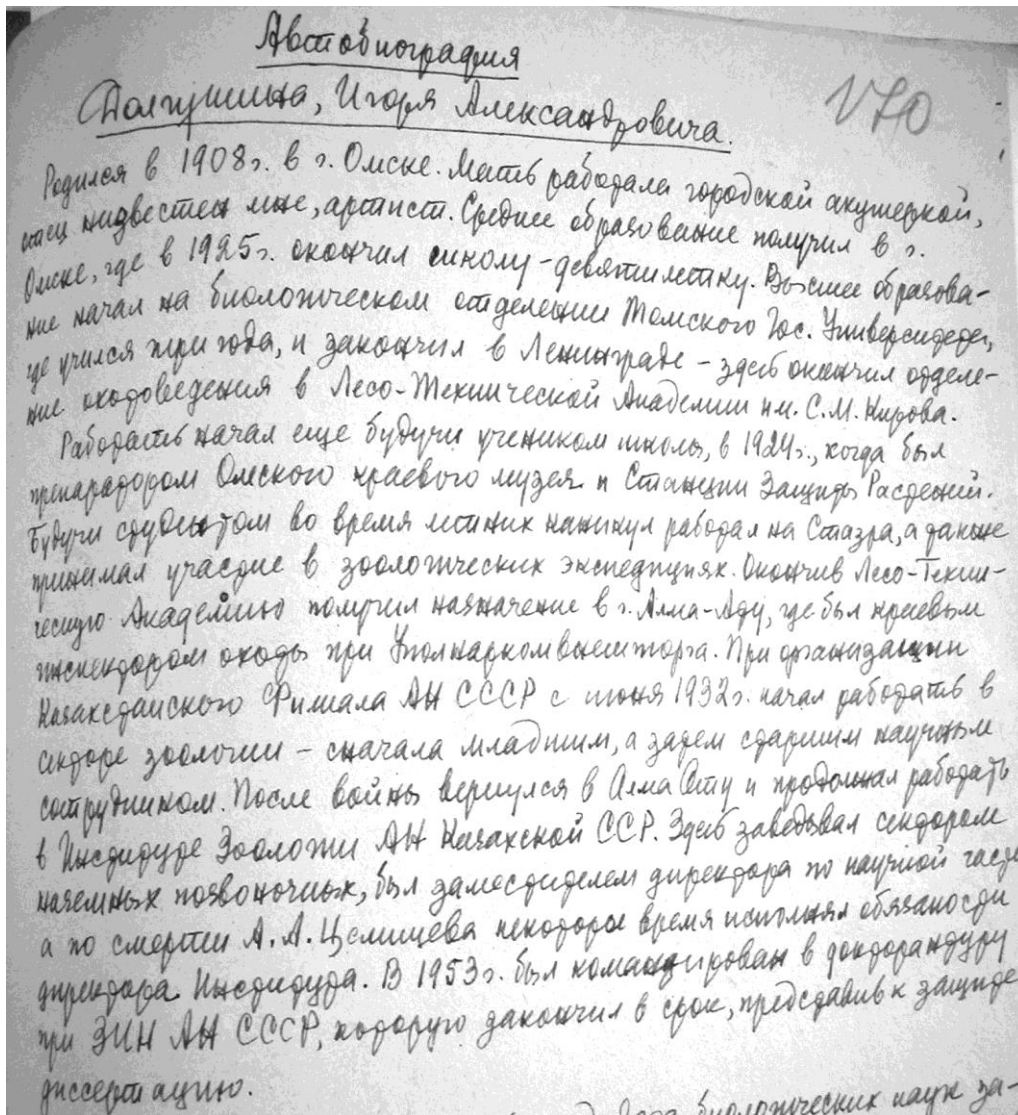 Автобиография
Долгушина, Игоря Александровича.
170
Родился в 1908 г. в г. Омске. Мать работала городской акушеркой,
отец неизвестен мне, артист. Среднее образование получил в г.
Омске, где в 1925 г. окончил школу-девятилетку. Высшее образова-
ние начал на биологическом отделении Томского Гос. Университета,
где учился три года, и закончил в Ленинграде – здесь окончил отделе-
ние охотоведения в Лесо-Технической Академии им. С.М. Кирова.
Работать начал еще будучи учеником школы, в 1924 г., когда был
препаратором Омского краевого музея и Станции Защиты Растений.
Будучи студентом во время летних каникул работал на Стазра, а также
принимал участие в зоологических экспедициях. Окончив Лесо-Техни-
ческую Академию получил назначение в г. Алма-Ату, где был краевым
инспектором охоты при Уполнаркомвнешторга. При организации
Казахстанского Филиала АН СССР с июня 1932 г. начал работать в
секторе зоологии – сначала младшим, а затем старшим научным
сотрудником. После войны вернулся в Алма Ату и продолжал работать
в Институте Зоологии АН Казахской ССР. Здесь заведывал сектором
наземных позвоночных, был заместителем директора по научной части
а по смерти А.А. Целищева некоторое время исполнял обязаности
директора Института. В 1953 г. был командирован в докторантуру
при ЗИН АН СССР, которую закончил в срок, представив к защите
диссертацию.
биологических наук за-